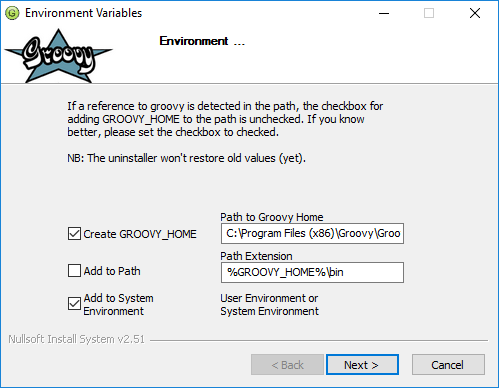 Environment Variables
Groovy
Environment ...
If a reference to groovy is detected in the path, the checkbox for
adding GROOVY_HOME to the path is unchecked. If you know
better, please set the checkbox to checked.
NB: The uninstaller won't restore old values (yet).
Path to Groovy Home
Create GROOVY_HOME
C:\Program Files (x86)\Groovy\Groo
Path Extension
Add to Path
%GROOVY_HOME%\bin
Add to System
Environment
User Environment or
System Environment
Nullsoft Install System v2.51
< Back
Next >
Cancel